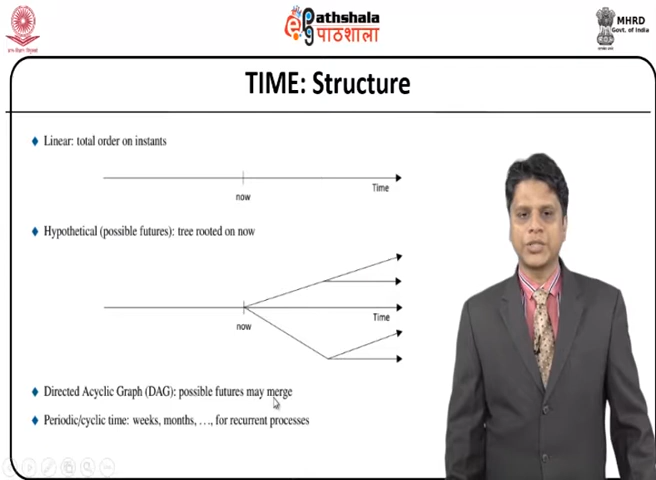 ePathshala
पाठशाला
MHRD
Govt. of India
TIME: Structure
Linear: total order on instants
now
Time
Hypothetical (possible futures): tree rooted on now
now
Time
Directed Acyclic Graph (DAG): possible futures may merge
Periodic/cyclic time: weeks, months, …, for recurrent processes